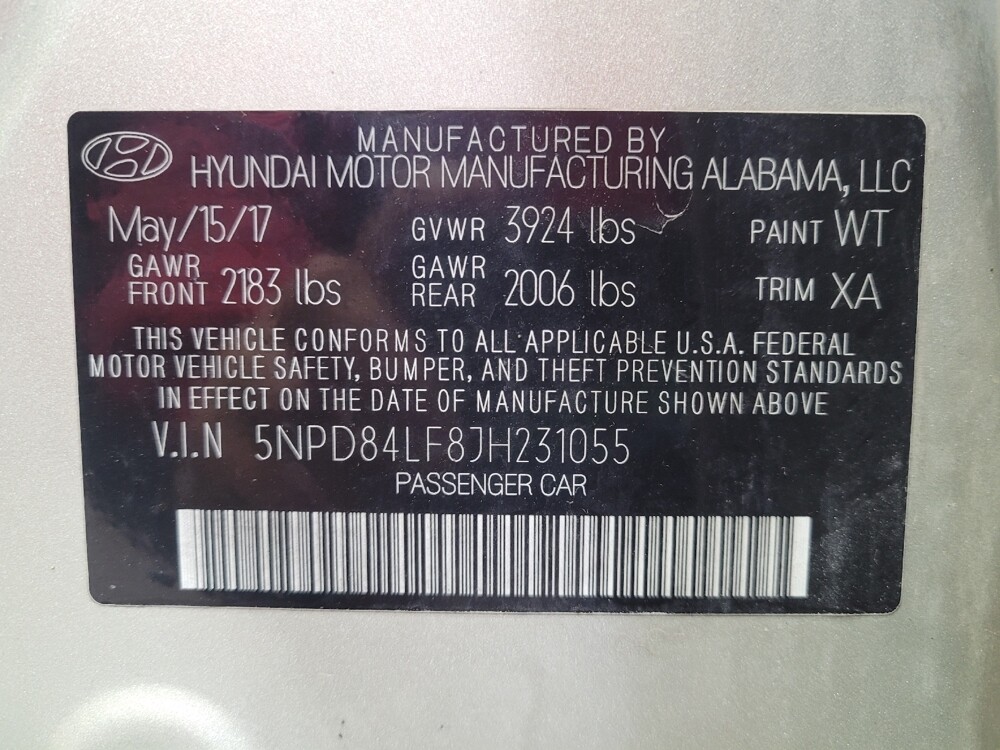 MANUFACTURED BY
HYUNDAI MOTOR MANUFACTURING ALABAMA, LLC
May/15/17 GVWR 3924 lbs PAINT WT
GAWR FRONT 2183 lbs GAWR REAR 2006 lbs TRIM XA
THIS VEHICLE CONFORMS TO ALL APPLICABLE U.S.A. FEDERAL
MOTOR VEHICLE SAFETY, BUMPER, AND THEFT PREVENTION STANDARDS
IN EFFECT ON THE DATE OF MANUFACTURE SHOWN ABOVE
V.I.N 5NPD84LF8JH231055
PASSENGER CAR